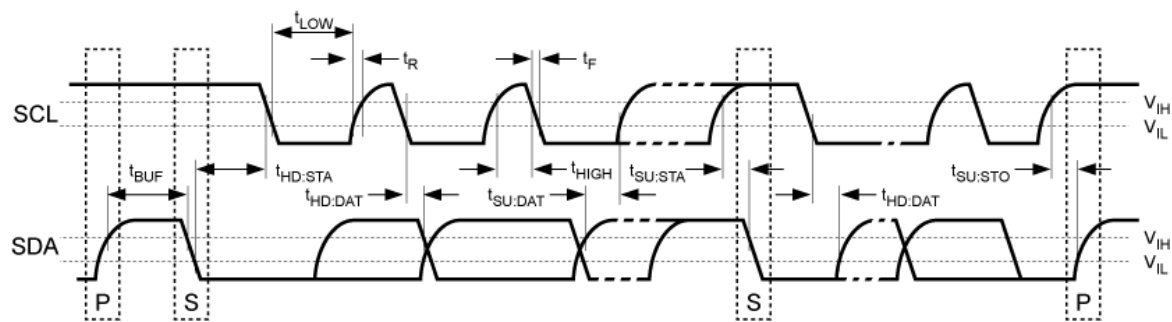 tLOW
tR
tF
SCL
VIH
VIL
tBUF
tHD:STA
tHIGH
tSU:STA
tSU:STO
tHD:DAT
tSU:DAT
tHD:DAT
SDA
VIH
VIL
P
S
S
P